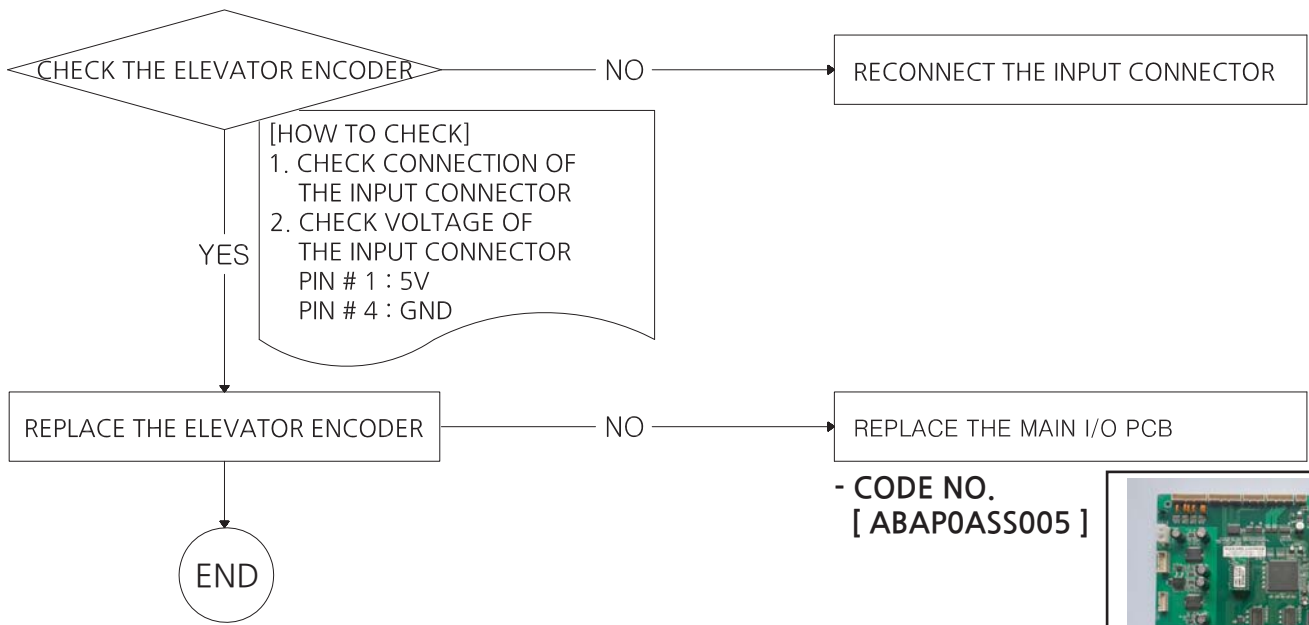 CHECK THE ELEVATOR ENCODER
NO
RECONNECT THE INPUT CONNECTOR
[HOW TO CHECK]
1. CHECK CONNECTION OF
THE INPUT CONNECTOR
2. CHECK VOLTAGE OF
THE INPUT CONNECTOR
PIN # 1 : 5V
PIN # 4 : GND
YES
REPLACE THE ELEVATOR ENCODER
NO
REPLACE THE MAIN I/O PCB
- CODE NO.
[ ABAP0ASS005 ]
END